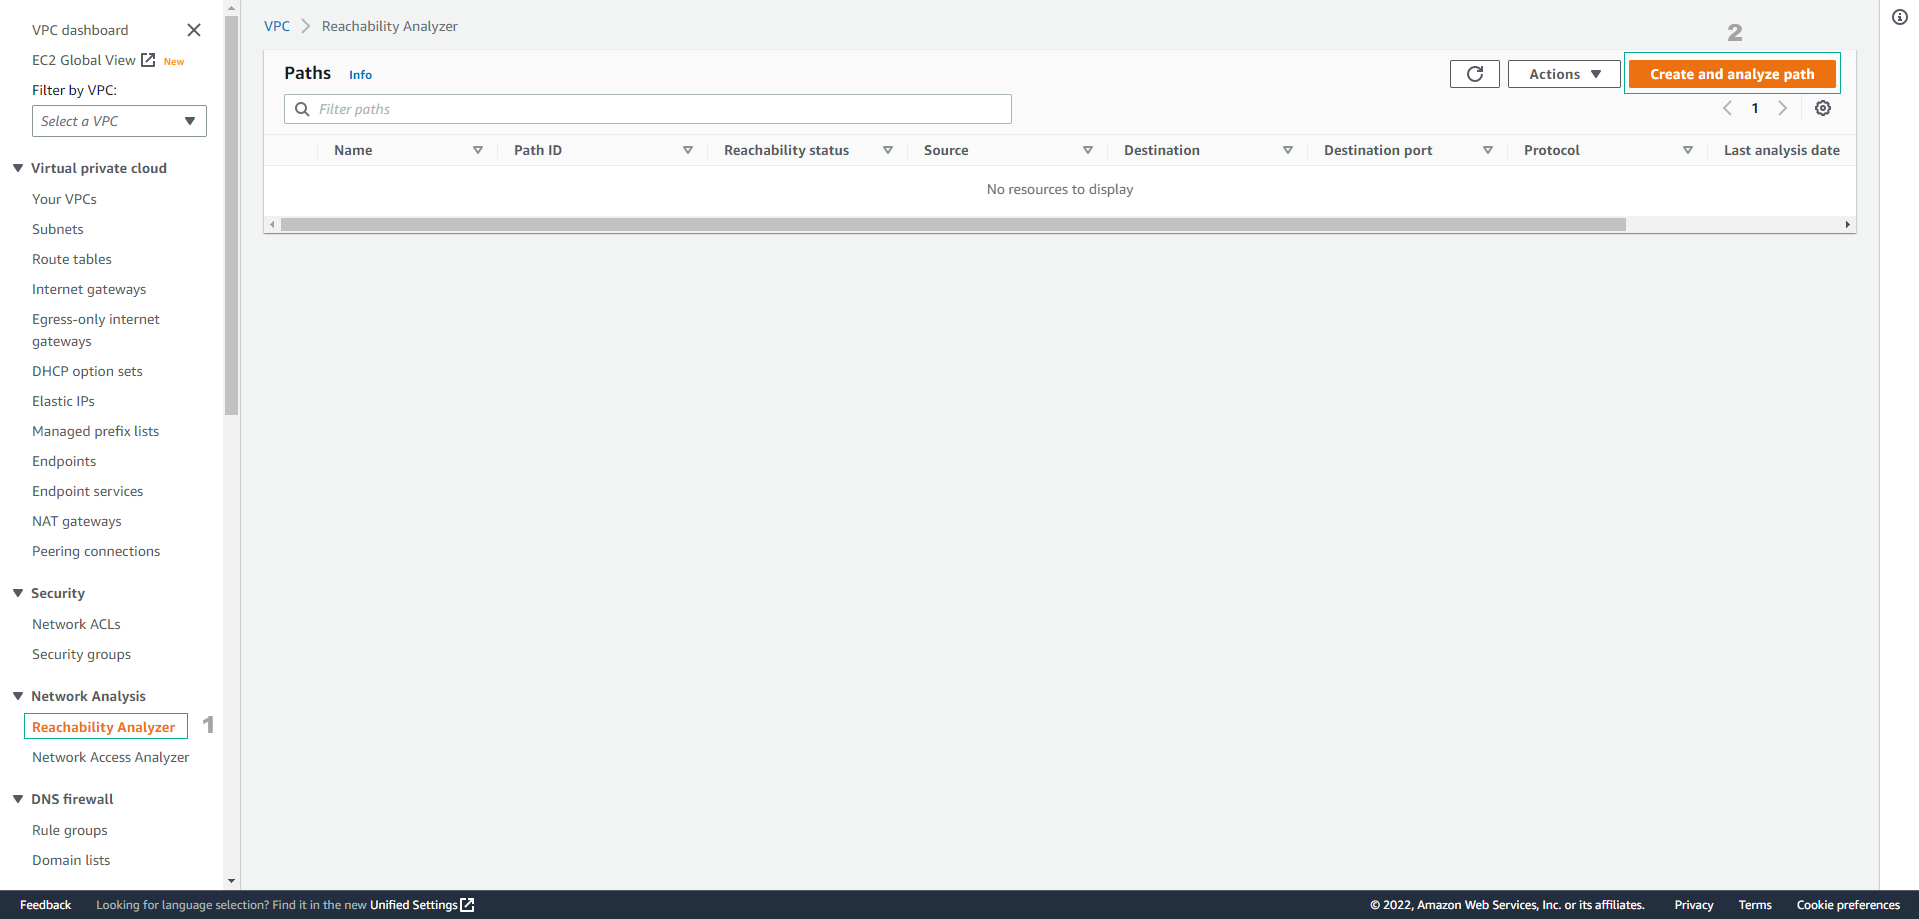 VPC dashboard
EC2 Global View New
Filter by VPC:
Select a VPC
Virtual private cloud
Your VPCs
Subnets
Route tables
Internet gateways
Egress-only internet
gateways
DHCP option sets
Elastic IPs
Managed prefix lists
Endpoints
Endpoint services
NAT gateways
Peering connections
Security
Network ACLs
Security groups
Network Analysis
Reachability Analyzer 1
Network Access Analyzer
DNS firewall
Rule groups
Domain lists
VPC Reachability Analyzer
2
Paths Info
Actions Create and analyze path
Filter paths
1
Name Path ID Reachability status Source Destination Destination port Protocol Last analysis date
No resources to display
Feedback Looking for language selection? Find it in the new Unified Settings © 2022, Amazon Web Services, Inc. or its affiliates. Privacy Terms Cookie preferences